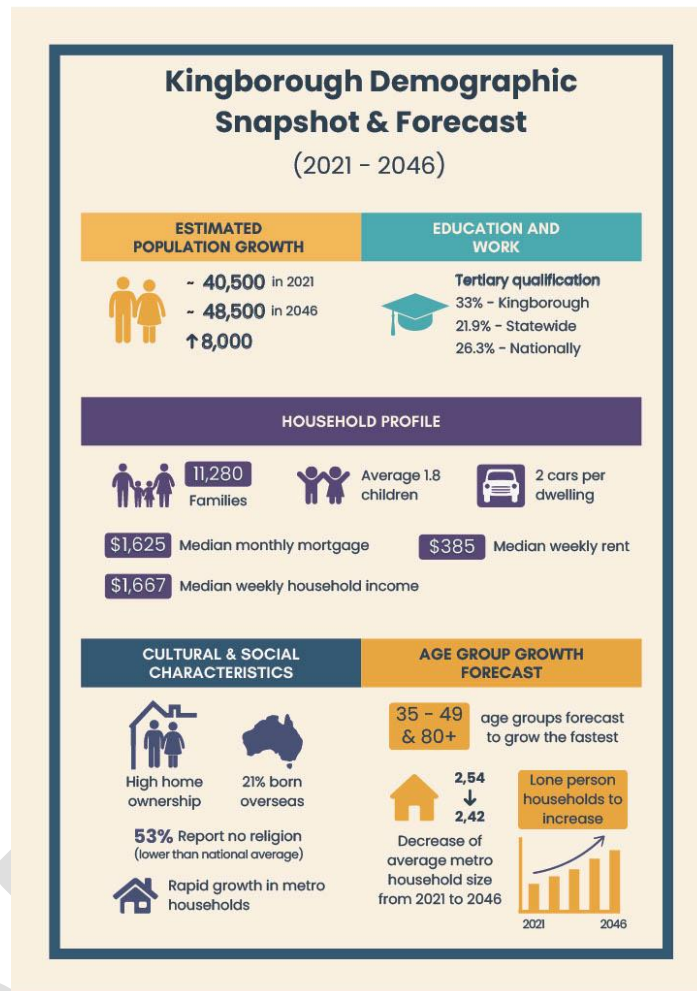 Kingborough Demographic
Snapshot & Forecast
(2021 - 2046)
ESTIMATED
POPULATION GROWTH
~ 40,500 in 2021
~ 48,500 in 2046
↑8,000
EDUCATION AND
WORK
Tertiary qualification
33% - Kingborough
21.9% - Statewide
26.3% - Nationally
HOUSEHOLD PROFILE
11,280
Families
Average 1.8
children
2 cars per
dwelling
$1,625 Median monthly mortgage
$385 Median weekly rent
$1,667 Median weekly household income
CULTURAL & SOCIAL
CHARACTERISTICS
High home
ownership
21% born
overseas
53% Report no religion
(lower than national average)
Rapid growth in metro
households
AGE GROUP GROWTH
FORECAST
35 - 49
& 80+
age groups forecast
to grow the fastest
2,54
↓
2,42
Decrease of
average metro
household size
from 2021 to 2046
Lone person
households to
increase
2021 2046